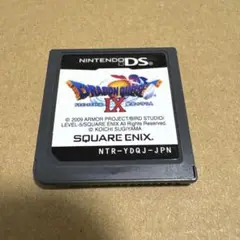 NINTENDO DS
DRAGON QUEST
IX
© 2009 ARMOR PROJECT/BIRD STUDIO/
LEVEL-5/SQUARE ENIX All Rights Reserved.
© KOICHI SUGIYAMA
SQUARE ENIX.
NTR-YDQJ-JPN